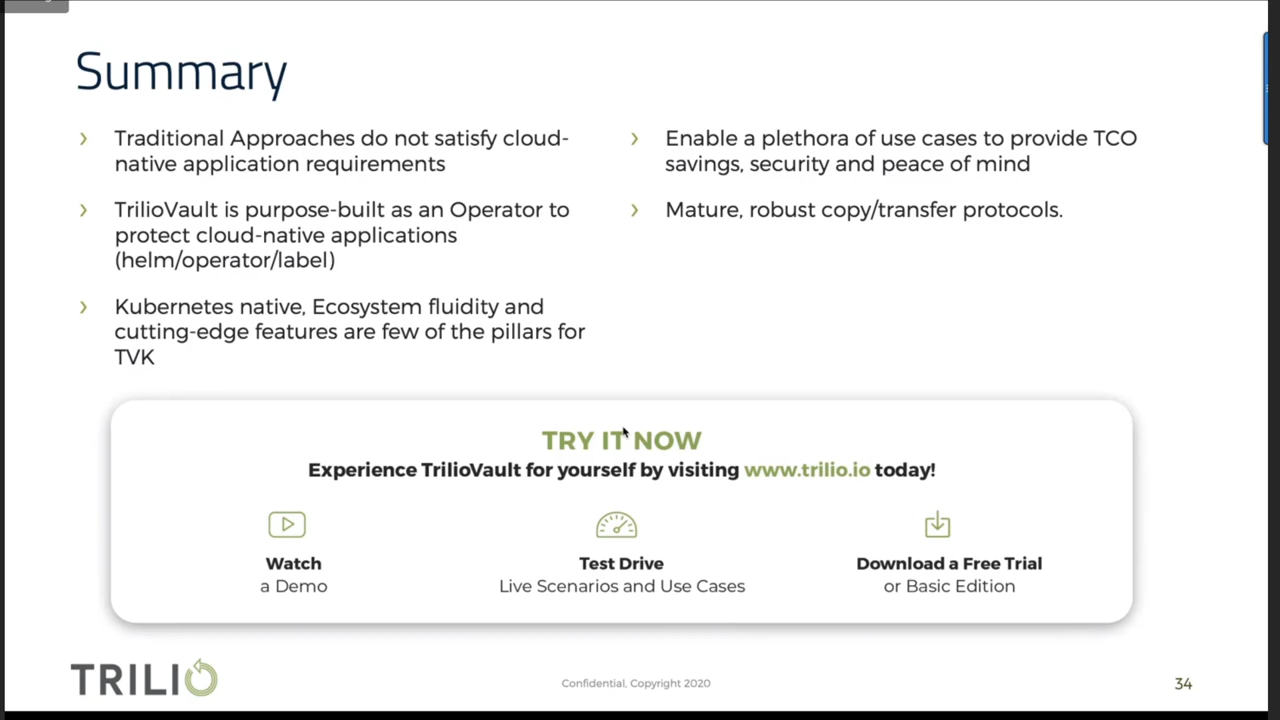 Summary
Traditional Approaches do not satisfy cloud-
native application requirements
TrilioVault is purpose-built as an Operator to
protect cloud-native applications
(helm/operator/label)
Kubernetes native, Ecosystem fluidity and
cutting-edge features are few of the pillars for
TVK
Enable a plethora of use cases to provide TCO
savings, security and peace of mind
Mature, robust copy/transfer protocols.
TRY IT NOW
Experience TrilioVault for yourself by visiting www.trilio.io today!
Watch
a Demo
Test Drive
Live Scenarios and Use Cases
Download a Free Trial
or Basic Edition
TRILIO
Confidential, Copyright 2020
34